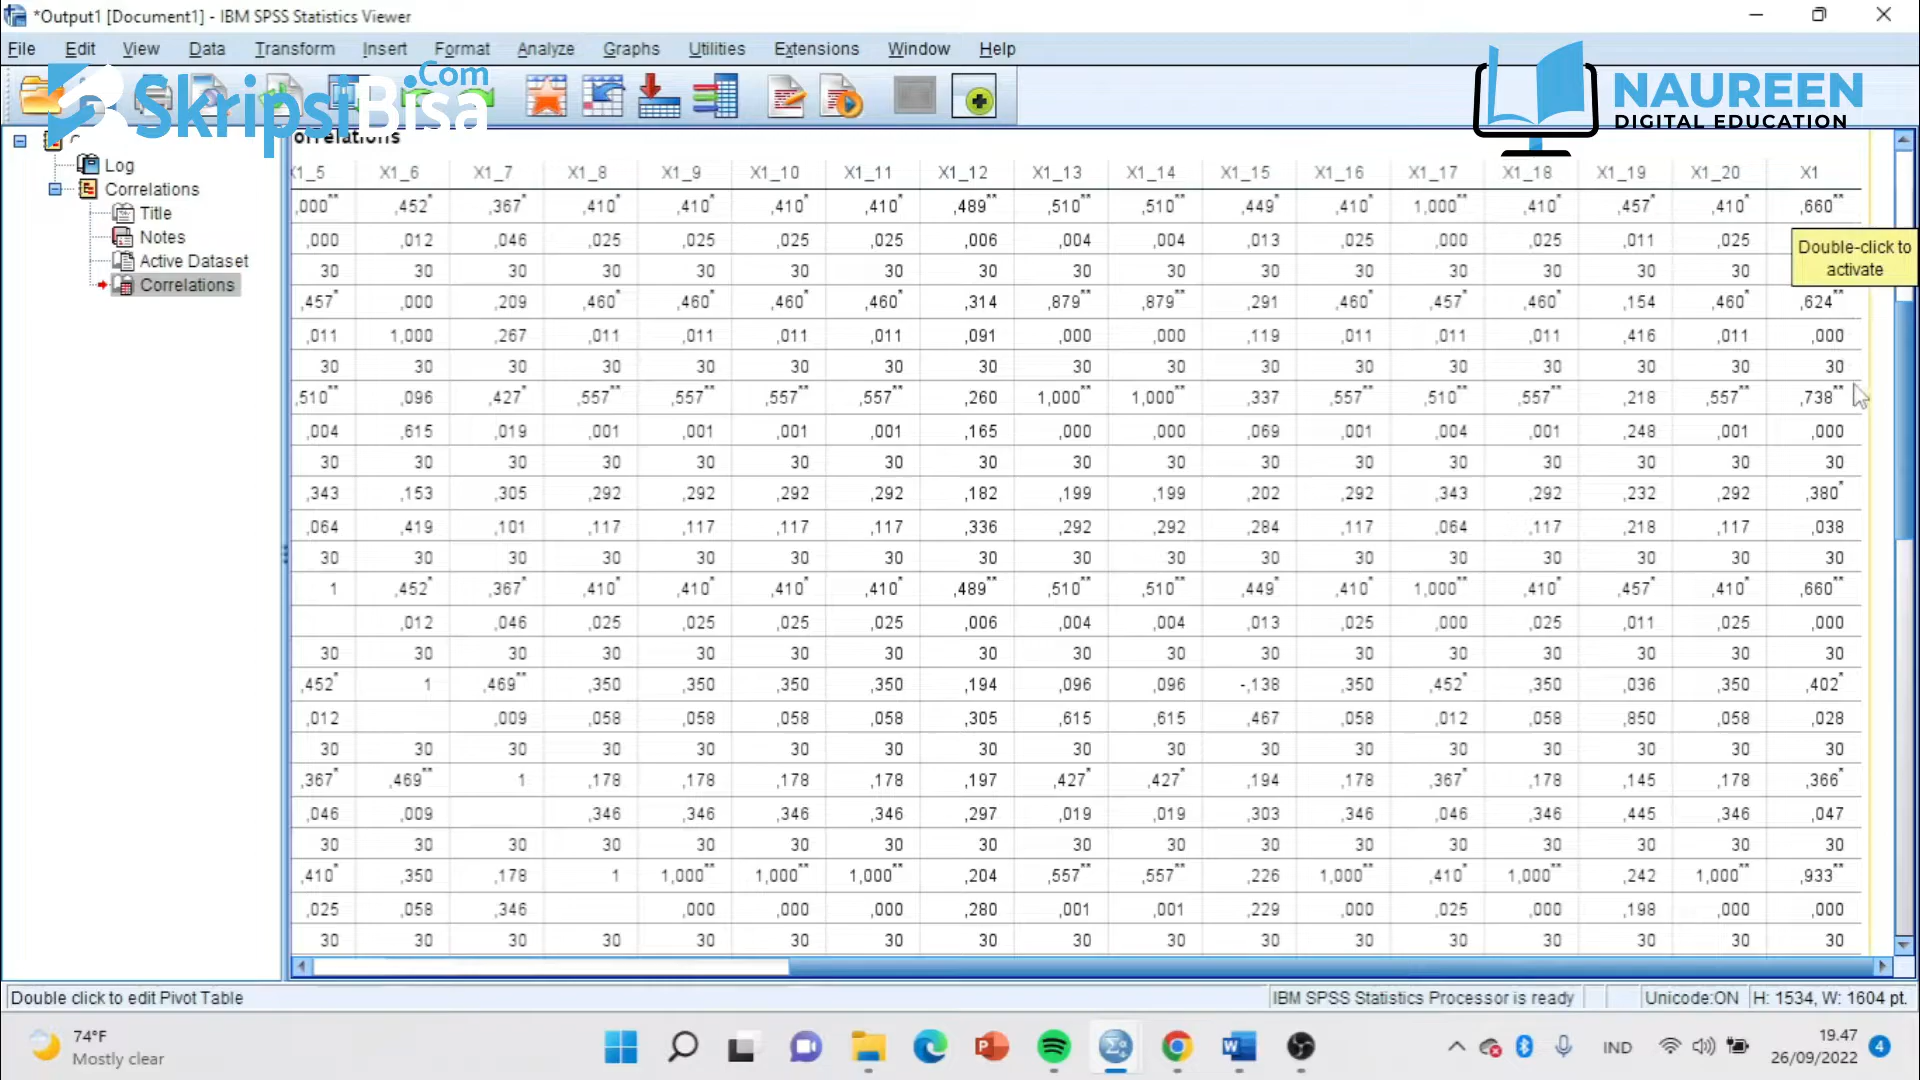 *Output1 [Document1] - IBM SPSS Statistics Viewer
File Edit View Data Transform Insert Format Analyze Graphs Utilities Extensions Window Help
SkripsiBisa
.Com
NAUREEN
DIGITAL EDUCATION
Log
Correlations
Title
Notes
Active Dataset
Correlations
orrelations
X1_5 X1_6 X1_7 X1_8 X1_9 X1_10 X1_11 X1_12 X1_13 X1_14 X1_15 X1_16 X1_17 X1_18 X1_19 X1_20 X1
,000** ,452* ,367* ,410* ,410* ,410* ,410* ,489** ,510** ,510** ,449* ,410* 1,000** ,410* ,457* ,410* ,660**
,000 ,012 ,046 ,025 ,025 ,025 ,025 ,006 ,004 ,004 ,013 ,025 ,000 ,025 ,011 ,025
30 30 30 30 30 30 30 30 30 30 30 30 30 30 30 30
Double-click to
activate
,457* ,000 ,209 ,460* ,460* ,460* ,460* ,314 ,879** ,879** ,291 ,460* ,457* ,460* ,154 ,460* ,624**
,011 1,000 ,267 ,011 ,011 ,011 ,011 ,091 ,000 ,000 ,119 ,011 ,011 ,011 ,416 ,011 ,000
30 30 30 30 30 30 30 30 30 30 30 30 30 30 30 30 30
,510** ,096 ,427* ,557** ,557** ,557** ,557** ,260 1,000** 1,000** ,337 ,557** ,510** ,557** ,218 ,557** ,738**
,004 ,615 ,019 ,001 ,001 ,001 ,001 ,165 ,000 ,000 ,069 ,001 ,004 ,001 ,248 ,001 ,000
30 30 30 30 30 30 30 30 30 30 30 30 30 30 30 30 30
,343 ,153 ,305 ,292 ,292 ,292 ,292 ,182 ,199 ,199 ,202 ,292 ,343 ,292 ,232 ,292 ,380*
,064 ,419 ,101 ,117 ,117 ,117 ,117 ,336 ,292 ,292 ,284 ,117 ,064 ,117 ,218 ,117 ,038
30 30 30 30 30 30 30 30 30 30 30 30 30 30 30 30 30
1 ,452* ,367* ,410* ,410* ,410* ,410* ,489** ,510** ,510** ,449* ,410* 1,000** ,410* ,457* ,410* ,660**
,012 ,046 ,025 ,025 ,025 ,025 ,006 ,004 ,004 ,013 ,025 ,000 ,025 ,011 ,025 ,000
30 30 30 30 30 30 30 30 30 30 30 30 30 30 30 30 30
,452* 1 ,469** ,350 ,350 ,350 ,350 ,194 ,096 ,096 -,138 ,350 ,452* ,350 ,036 ,350 ,402*
,012 ,009 ,058 ,058 ,058 ,058 ,305 ,615 ,615 ,467 ,058 ,012 ,058 ,850 ,058 ,028
30 30 30 30 30 30 30 30 30 30 30 30 30 30 30 30 30
,367* ,469** 1 ,178 ,178 ,178 ,178 ,197 ,427* ,427* ,194 ,178 ,367* ,178 ,145 ,178 ,366*
,046 ,009 ,346 ,346 ,346 ,346 ,297 ,019 ,019 ,303 ,346 ,046 ,346 ,445 ,346 ,047
30 30 30 30 30 30 30 30 30 30 30 30 30 30 30 30 30
,410* ,350 ,178 1 1,000** 1,000** 1,000** ,204 ,557** ,557** ,226 1,000** ,410* 1,000** ,242 1,000** ,933**
,025 ,058 ,346 ,000 ,000 ,000 ,280 ,001 ,001 ,229 ,000 ,025 ,000 ,198 ,000 ,000
30 30 30 30 30 30 30 30 30 30 30 30 30 30 30 30 30
Double click to edit Pivot Table
IBM SPSS Statistics Processor is ready Unicode:ON H: 1534, W: 1604 pt.
74°F
Mostly clear
IND
19.47
26/09/2022
4